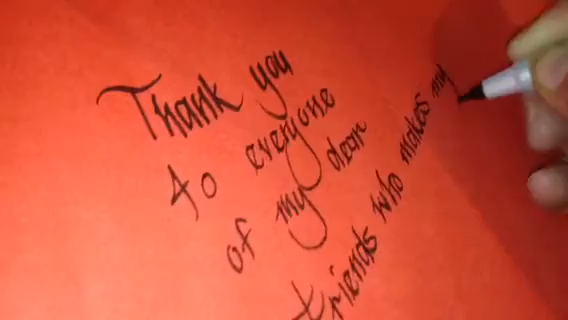 Thank you
to everyone
of my dear
friends who makes my